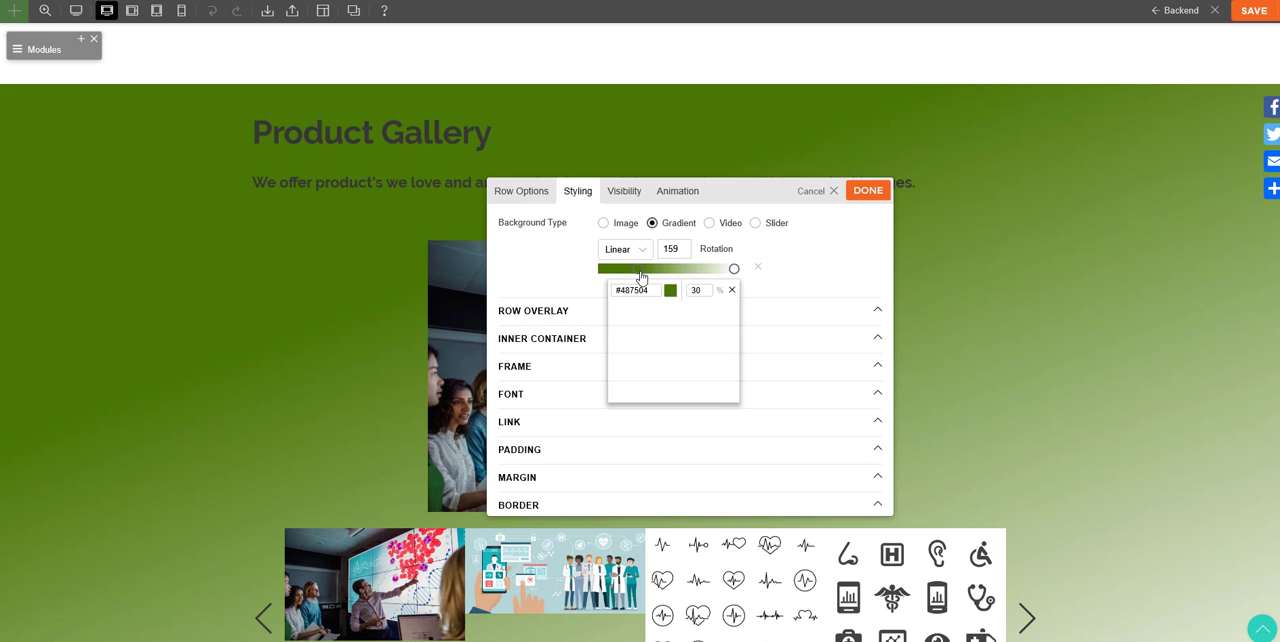 Backend
SAVE
Modules
Product Gallery
We offer product's we love and a
es.
Row Options
Styling
Visibility
Animation
Cancel
DONE
Background Type
Image
Gradient
Video
Slider
Linear
159
Rotation
#487504
30
%
ROW OVERLAY
INNER CONTAINER
FRAME
FONT
LINK
PADDING
MARGIN
BORDER